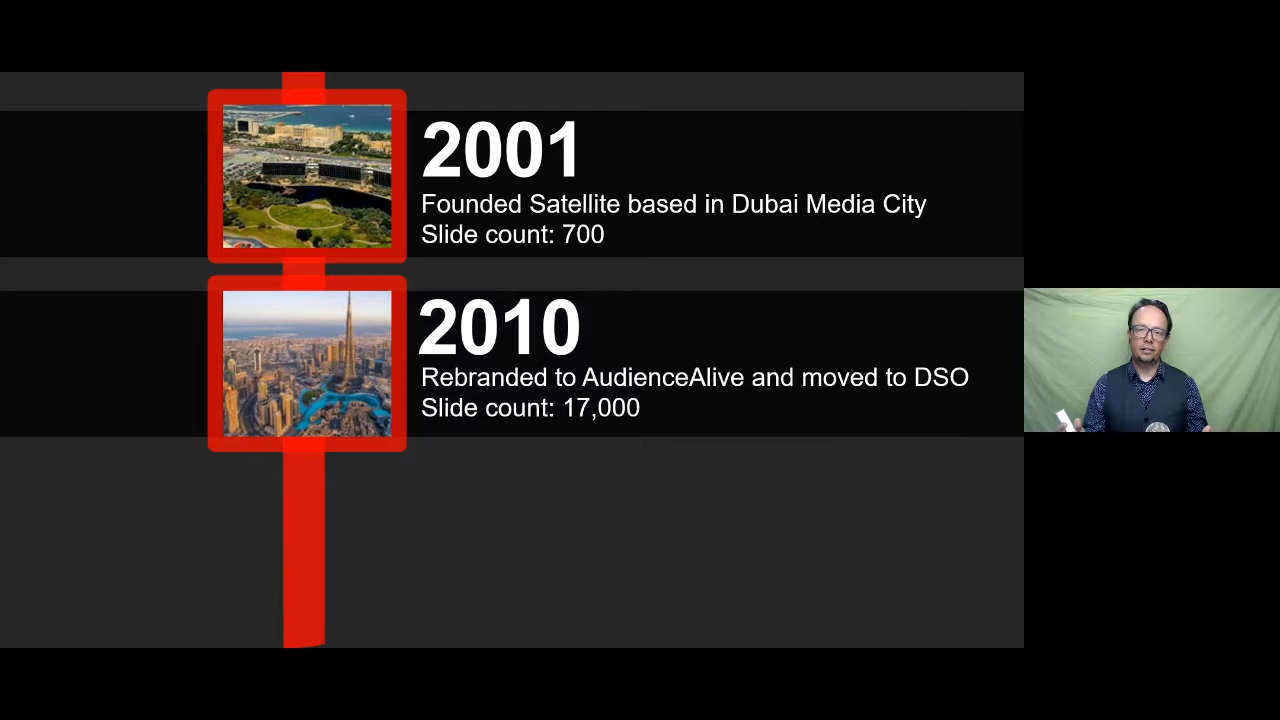 2001
Founded Satellite based in Dubai Media City
Slide count: 700
2010
Rebranded to AudienceAlive and moved to DSO
Slide count: 17,000